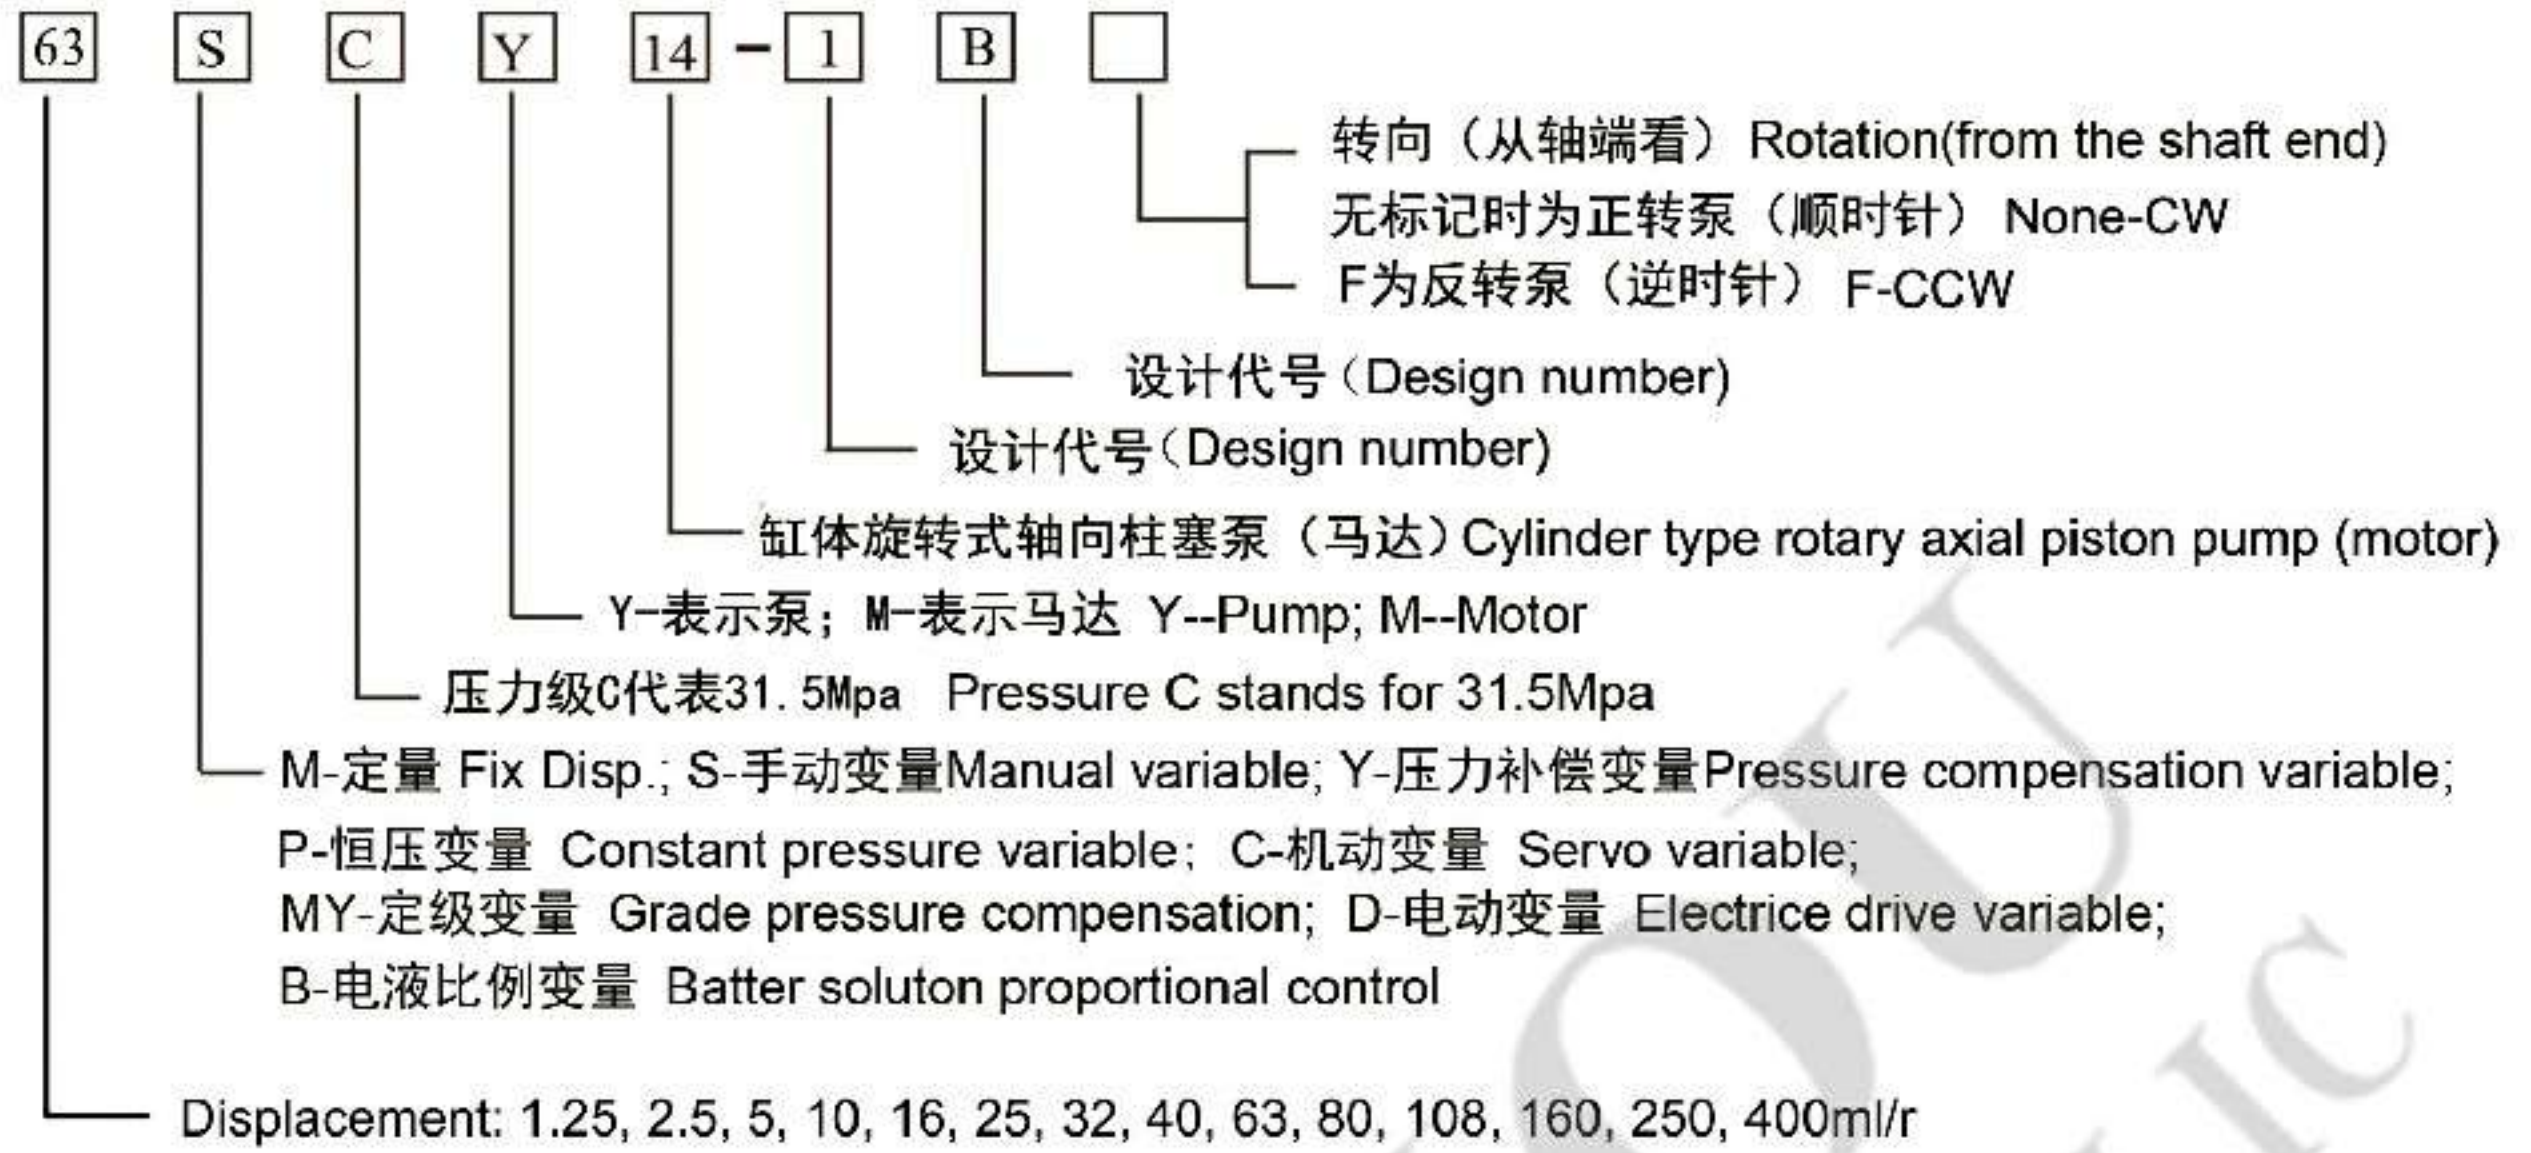 63 S C Y 14 - 1 B
转向（从轴端看） Rotation(from the shaft end)
无标记时为正转泵（顺时针） None-CW
F为反转泵（逆时针） F-CCW
设计代号（Design number)
设计代号（Design number)
缸体旋转式轴向柱塞泵（马达）Cylinder type rotary axial piston pump (motor)
Y-表示泵；M-表示马达 Y--Pump; M--Motor
压力级C代表31.5Mpa Pressure C stands for 31.5Mpa
M-定量 Fix Disp.; S-手动变量Manual variable; Y-压力补偿变量Pressure compensation variable;
P-恒压变量 Constant pressure variable; C-机动变量 Servo variable;
MY-定级变量 Grade pressure compensation; D-电动变量 Electrice drive variable;
B-电液比例变量 Batter soluton proportional control
Displacement: 1.25, 2.5, 5, 10, 16, 25, 32, 40, 63, 80, 108, 160, 250, 400ml/r